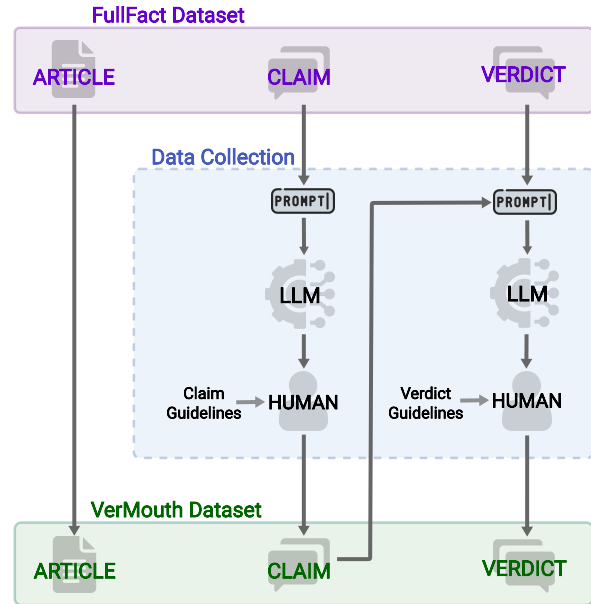 FullFact Dataset
ARTICLE
CLAIM
VERDICT
Data Collection
PROMPT
PROMPT
LLM
LLM
Claim
Guidelines
HUMAN
Verdict
Guidelines
HUMAN
VerMouth Dataset
ARTICLE
CLAIM
VERDICT